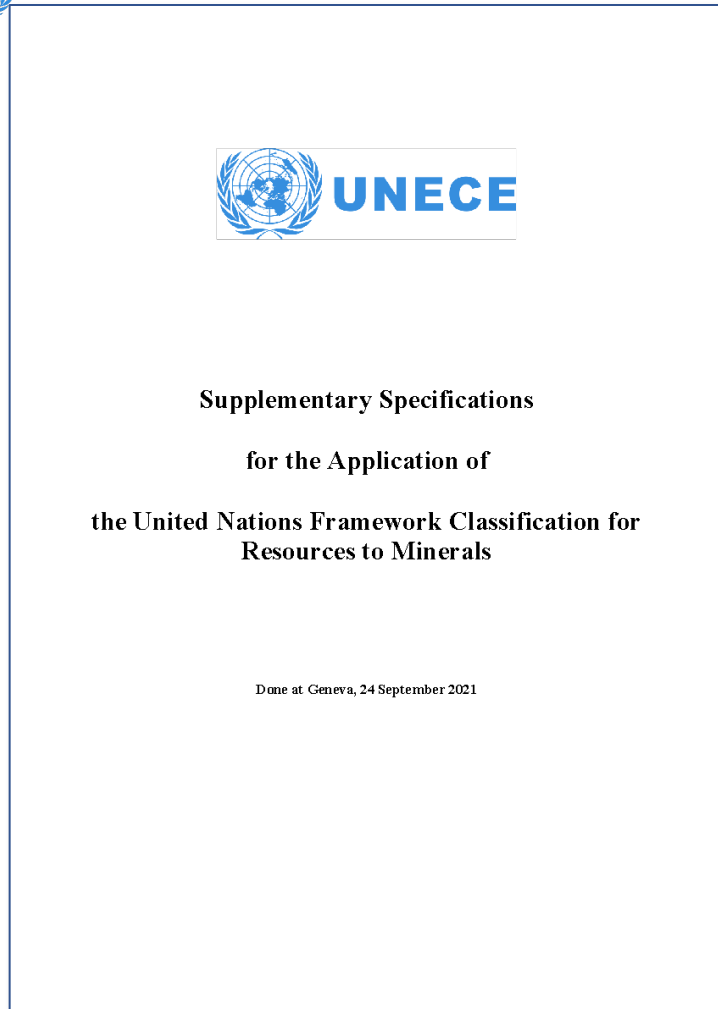 UNECE
Supplementary Specifications
for the Application of
the United Nations Framework Classification for
Resources to Minerals
Done at Geneva, 24 September 2021